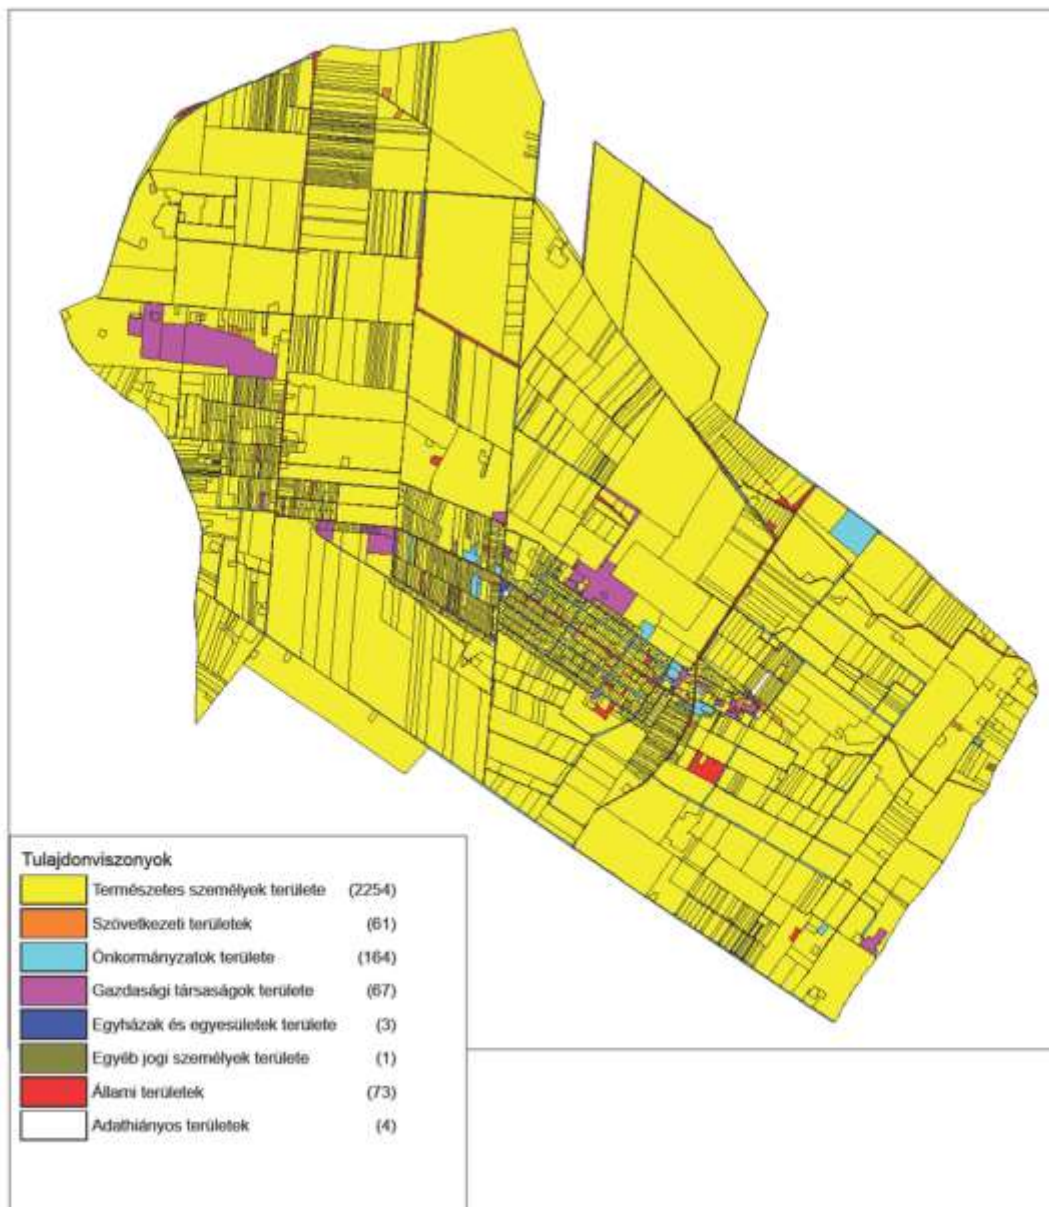 Tulajdonviszonyok
Természetes személyek területe (2254)
Szövetkezeti területek (61)
Önkormányzatok területe (164)
Gazdasági társaságok területe (67)
Egyházak és egyesületek területe (3)
Egyéb jogi személyek területe (1)
Állami területek (73)
Adathiányos területek (4)